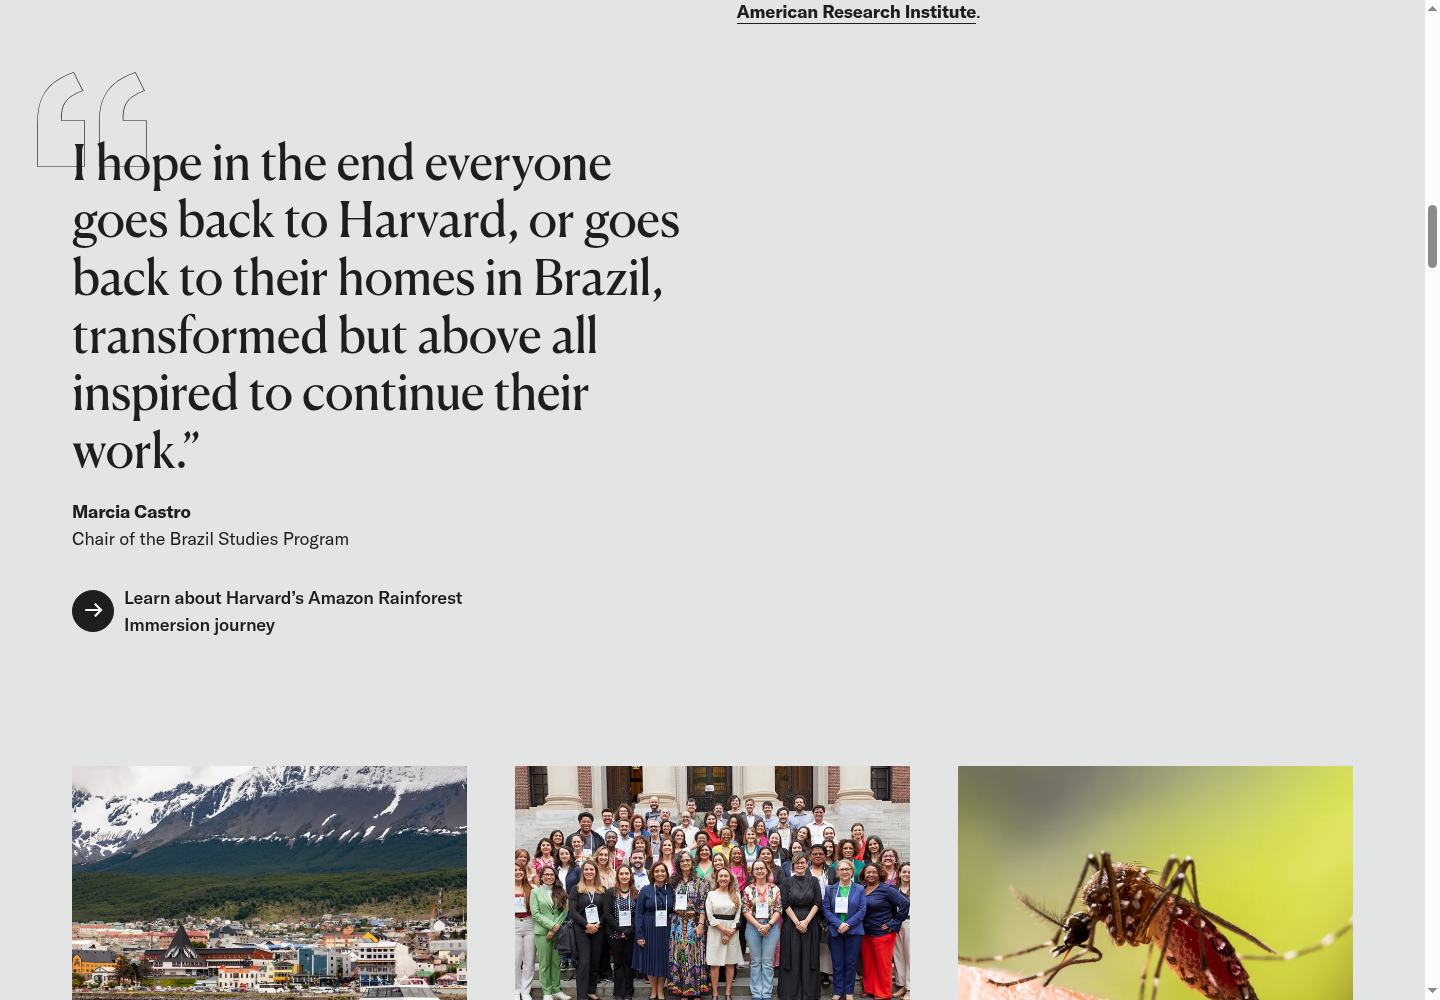 American Research Institute.
“
I hope in the end everyone
goes back to Harvard, or goes
back to their homes in Brazil,
transformed but above all
inspired to continue their
work.”
Marcia Castro
Chair of the Brazil Studies Program
Learn about Harvard’s Amazon Rainforest
Immersion journey